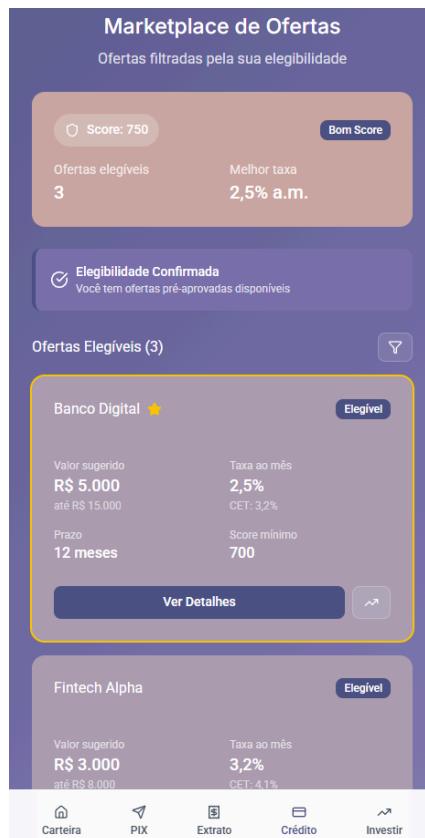 Marketplace de Ofertas
Ofertas filtradas pela sua elegibilidade
Score: 750
Bom Score
Ofertas elegíveis
Melhor taxa
3
2,5% a.m.
Elegibilidade Confirmada
Você tem ofertas pré-aprovadas disponíveis
Ofertas Elegíveis (3)
Banco Digital
Elegível
Valor sugerido
Taxa ao mês
R$ 5.000
2,5%
até R$ 15.000
CET: 3,2%
Prazo
Score mínimo
12 meses
700
Ver Detalhes
Fintech Alpha
Elegível
Valor sugerido
Taxa ao mês
R$ 3.000
3,2%
até R$ 8.000
CET: 4,1%
Carteira
PIX
Extrato
Crédito
Investir